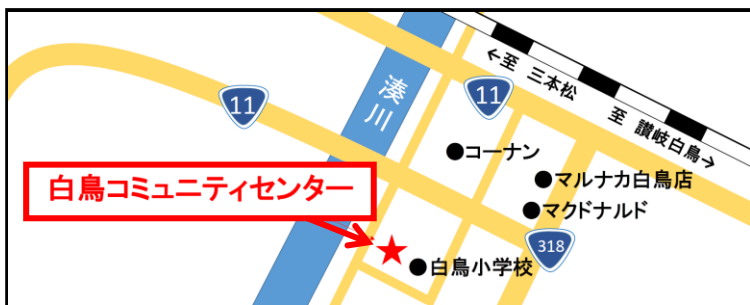 ←至 三本松
至 讃岐白鳥→
11
11
湊川
コーナン
マルナカ白鳥店
マクドナルド
白鳥コミュニティセンター
318
白鳥小学校